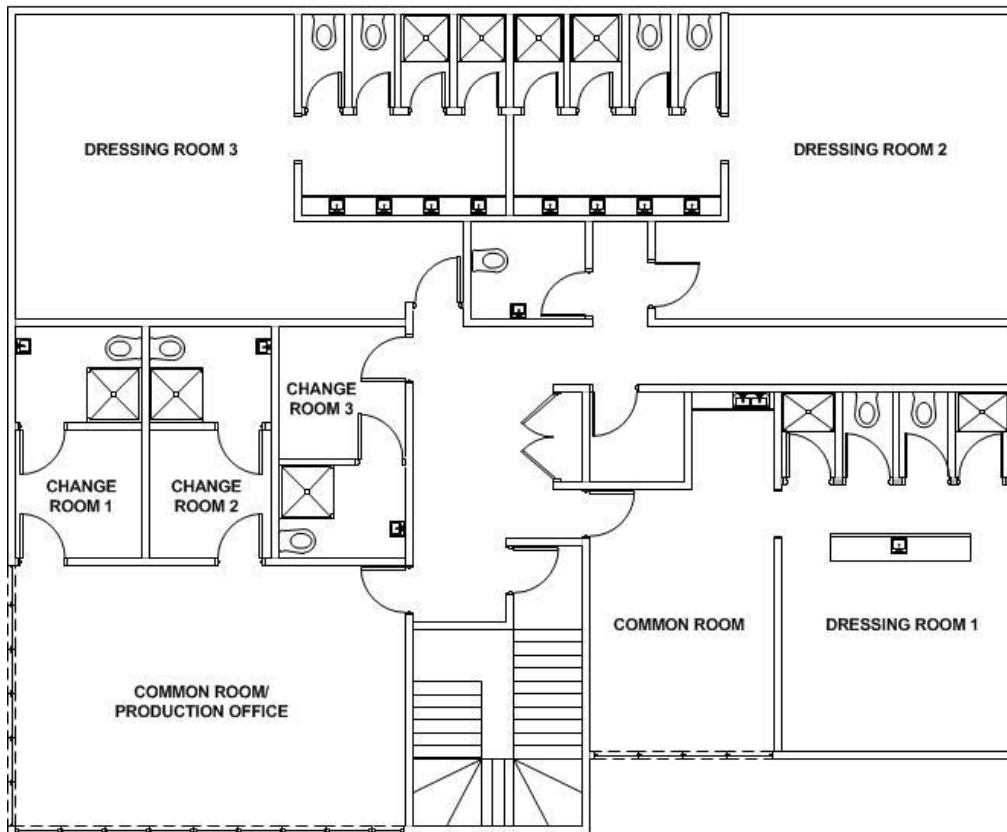 DRESSING ROOM 3
DRESSING ROOM 2
CHANGE
ROOM 3
CHANGE
ROOM 1
CHANGE
ROOM 2
COMMON ROOM
DRESSING ROOM 1
COMMON ROOM/
PRODUCTION OFFICE